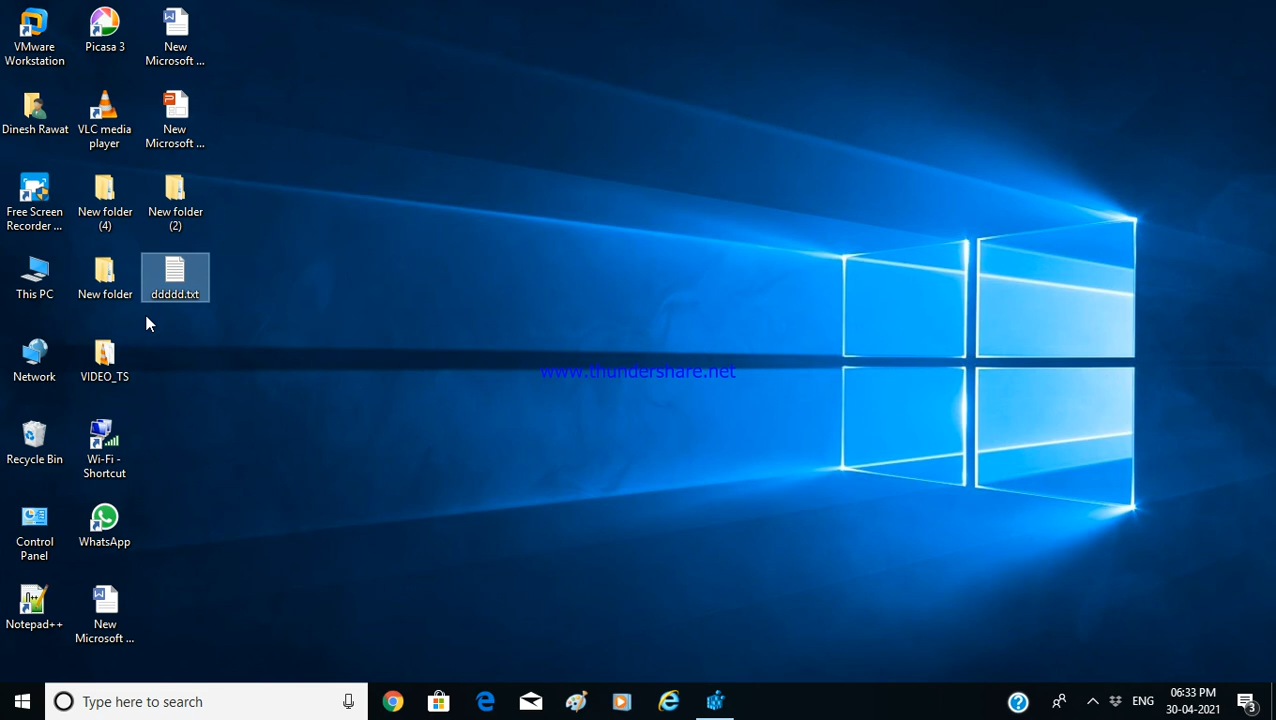 VMware
Workstation
Picasa 3
New
Microsoft ...
Dinesh Rawat
VLC media
player
New
Microsoft ...
Free Screen
Recorder ...
New folder
(4)
New folder
(2)
This PC
New folder
ddddd.txt
Network
VIDEO_TS
www.thundershare.net
Recycle Bin
Wi-Fi -
Shortcut
Control
Panel
WhatsApp
Notepad++
New
Microsoft ...
Type here to search
ENG
06:33 PM
30-04-2021
3